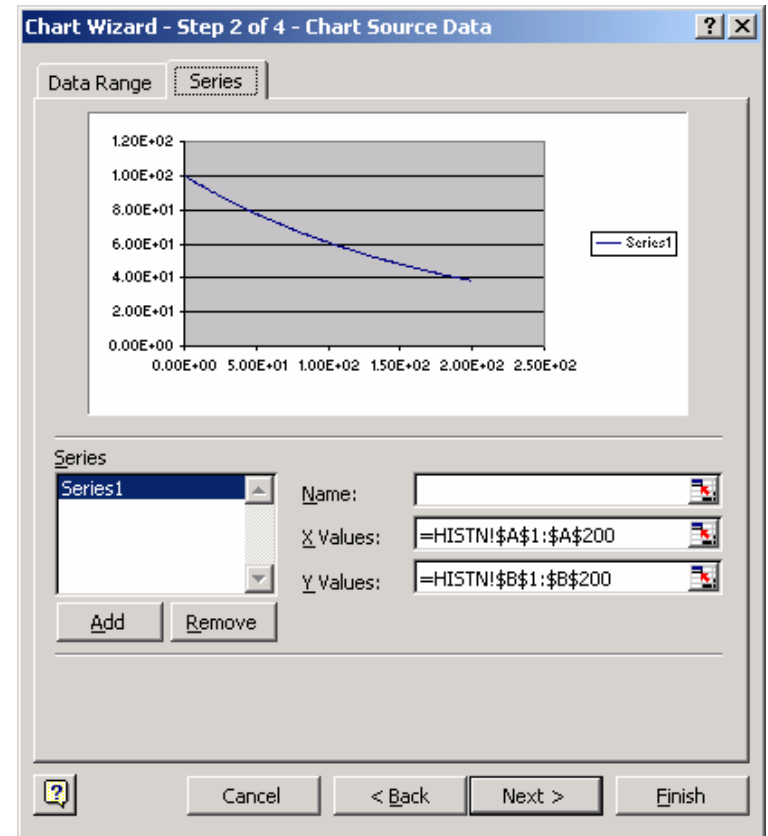 Chart Wizard - Step 2 of 4 - Chart Source Data
Data Range Series
1.20E+02
1.00E+02
8.00E+01
6.00E+01
4.00E+01
2.00E+01
0.00E+00
0.00E+00 5.00E+01 1.00E+02 1.50E+02 2.00E+02 2.50E+02
Series1
Series
Series1
Name:
X Values: =HISTN!$A$1:$A$200
Y Values: =HISTN!$B$1:$B$200
Add Remove
Cancel < Back Next > Finish